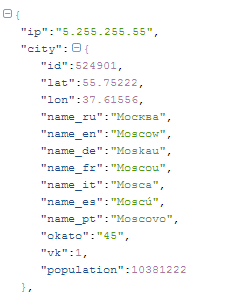 {
"ip":"5.255.255.55",
"city":{
"id":524901,
"lat":55.75222,
"lon":37.61556,
"name_ru":"Москва",
"name_en":"Moscow",
"name_de":"Moskau",
"name_fr":"Moscou",
"name_it":"Mosca",
"name_es":"Moscú",
"name_pt":"Moscovo",
"okato":"45",
"vk":1,
"population":10381222
},